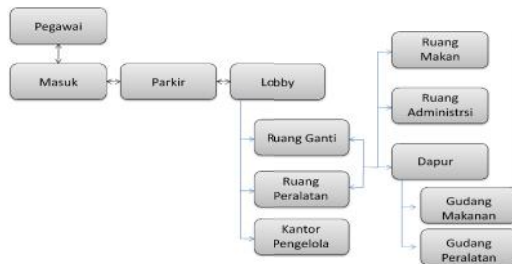 Pegawai
Masuk
Parkir
Lobby
Ruang Ganti
Ruang
Peralatan
Kantor
Pengelola
Ruang
Makan
Ruang
Administrsi
Dapur
Gudang
Makanan
Gudang
Peralatan